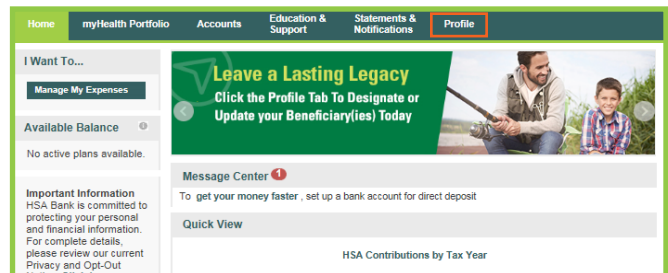 Home
myHealth Portfolio
Accounts
Education &
Support
Statements &
Notifications
Profile
I Want To...
Manage My Expenses
Available Balance
No active plans available.
Important Information
HSA Bank is committed to
protecting your personal
and financial information.
For complete details,
please review our current
Privacy and Opt-Out
Leave a Lasting Legacy
Click the Profile Tab To Designate or
Update your Beneficiary(ies) Today
Message Center 1
To get your money faster , set up a bank account for direct deposit
Quick View
HSA Contributions by Tax Year